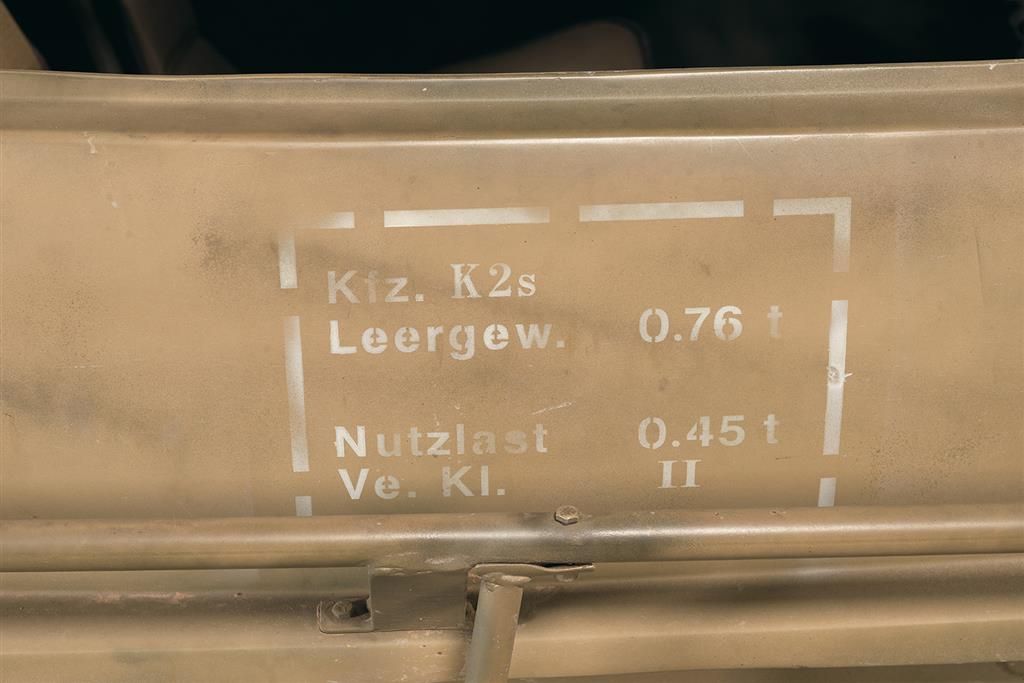 Kfz. K2s
Leergew. 0.76 t
Nutzlast 0.45 t
Ve. Kl. II